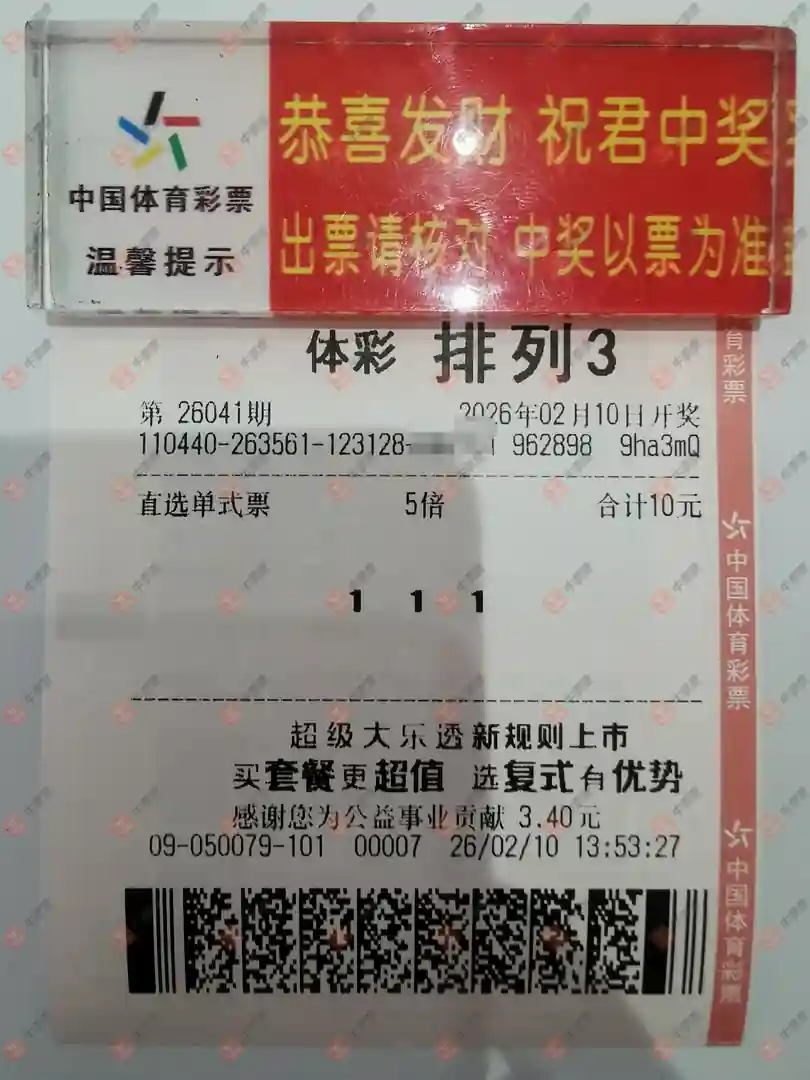 中国体育彩票
温馨提示
恭喜发财 祝君中奖
出票请核对 中奖以票为准
体彩 排列3
第 26041期 2026年02月10日开奖
110440-263561-123128- 962898 9ha3mQ
直选单式票 5倍 合计10元
1 1 1
超级大乐透新规则上市
买套餐更超值 选复式有优势
感谢您为公益事业贡献 3.40元
09-050079-101 00007 26/02/10 13:53:27
育彩票
中国体育彩票
中国体育彩票